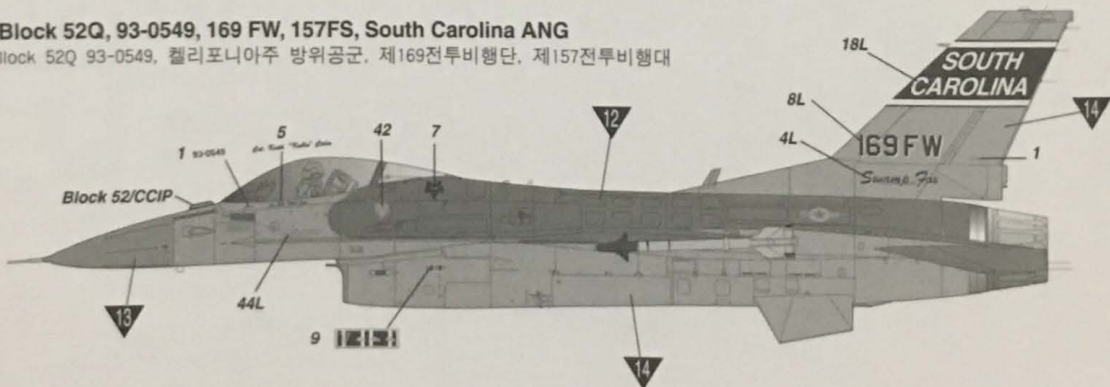 Block 52Q, 93-0549, 169 FW, 157FS, South Carolina ANG
Block 52Q 93-0549, 켈리포니아주 방위공군, 제169전투비행단, 제157전투비행대
18L
SOUTH
CAROLINA
8L
14
12
4L
169 FW
1
5
42
7
1 93-0549
Block 52/CCIP
Swamp Fox
44L
13
9
14